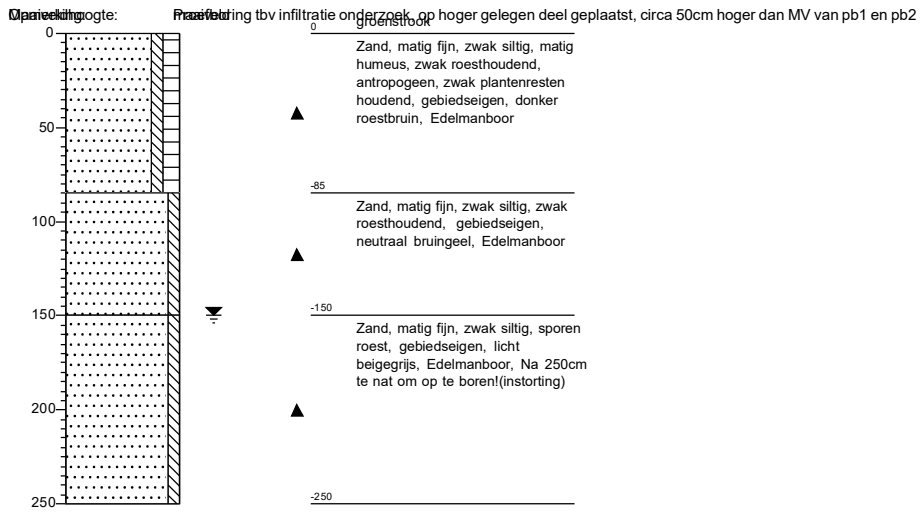 Proefboring tbv infiltratie onderzoek, op hoger gelegen deel geplaatst, circa 50cm hoger dan MV van pb1 en pb2
groenstrook
0
0
Zand, matig fijn, zwak siltig, matig
humeus, zwak roesthoudend,
antropogeen, zwak plantenresten
houdend, gebiedseigen, donker
roestbruin, Edelmanboor
50
-85
Zand, matig fijn, zwak siltig, zwak
roesthoudend, gebiedseigen,
neutraal bruingeel, Edelmanboor
100
-150
150
Zand, matig fijn, zwak siltig, sporen
roest, gebiedseigen, licht
beigegrijs, Edelmanboor, Na 250cm
te nat om op te boren!(instorting)
200
-250
250